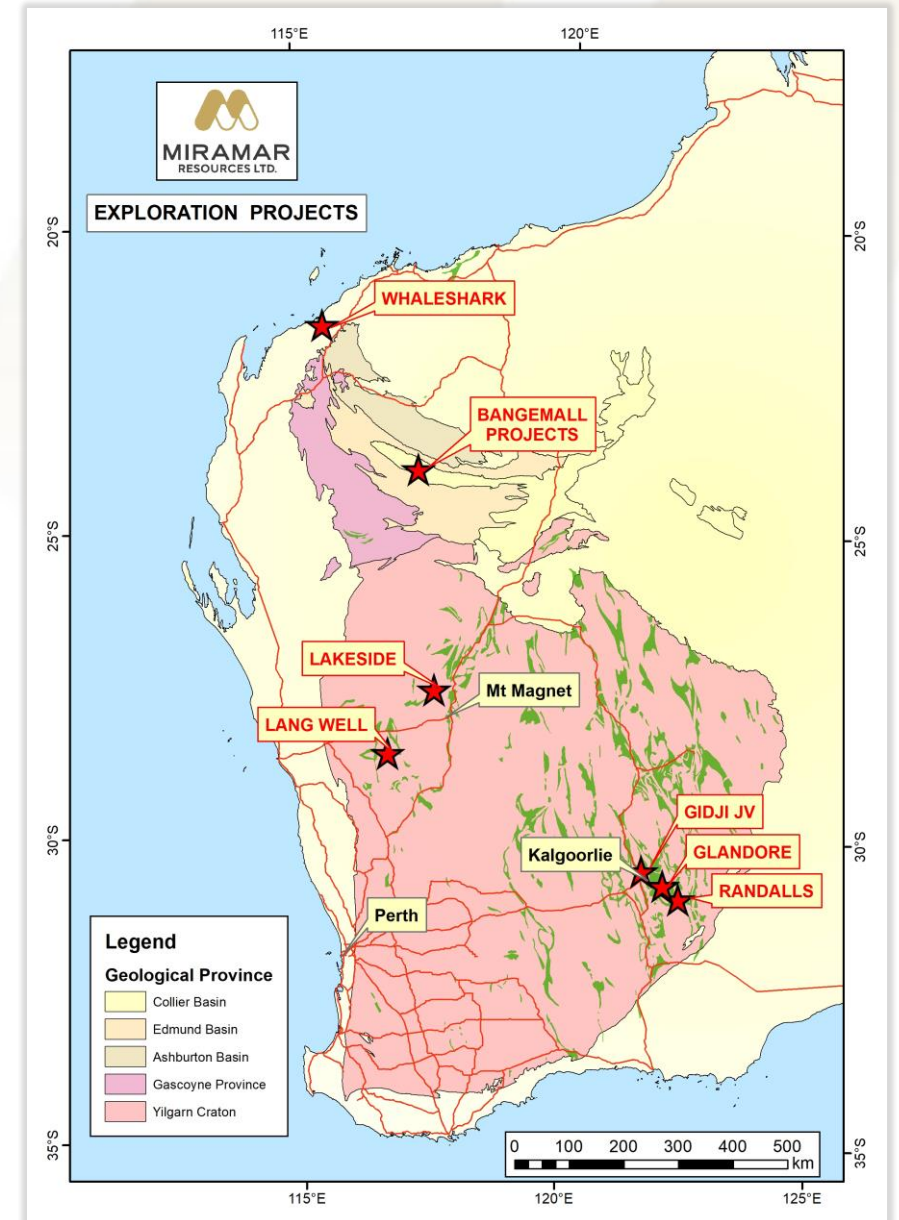 115°E
120°E
MIRAMAR
RESOURCES LTD.
EXPLORATION PROJECTS
20°S
20°S
WHALESHARK
BANGEMALL
PROJECTS
25°S
25°S
LAKESIDE
Mt Magnet
LANG WELL
GIDJI JV
30°S
30°S
Kalgoorlie
GLANDORE
RANDALLS
Perth
Legend
Geological Province
Collier Basin
Edmund Basin
Ashburton Basin
Gascoyne Province
Yilgarn Craton
0 100 200 300 400 500
km
35°S
35°S
115°E
120°E
125°E